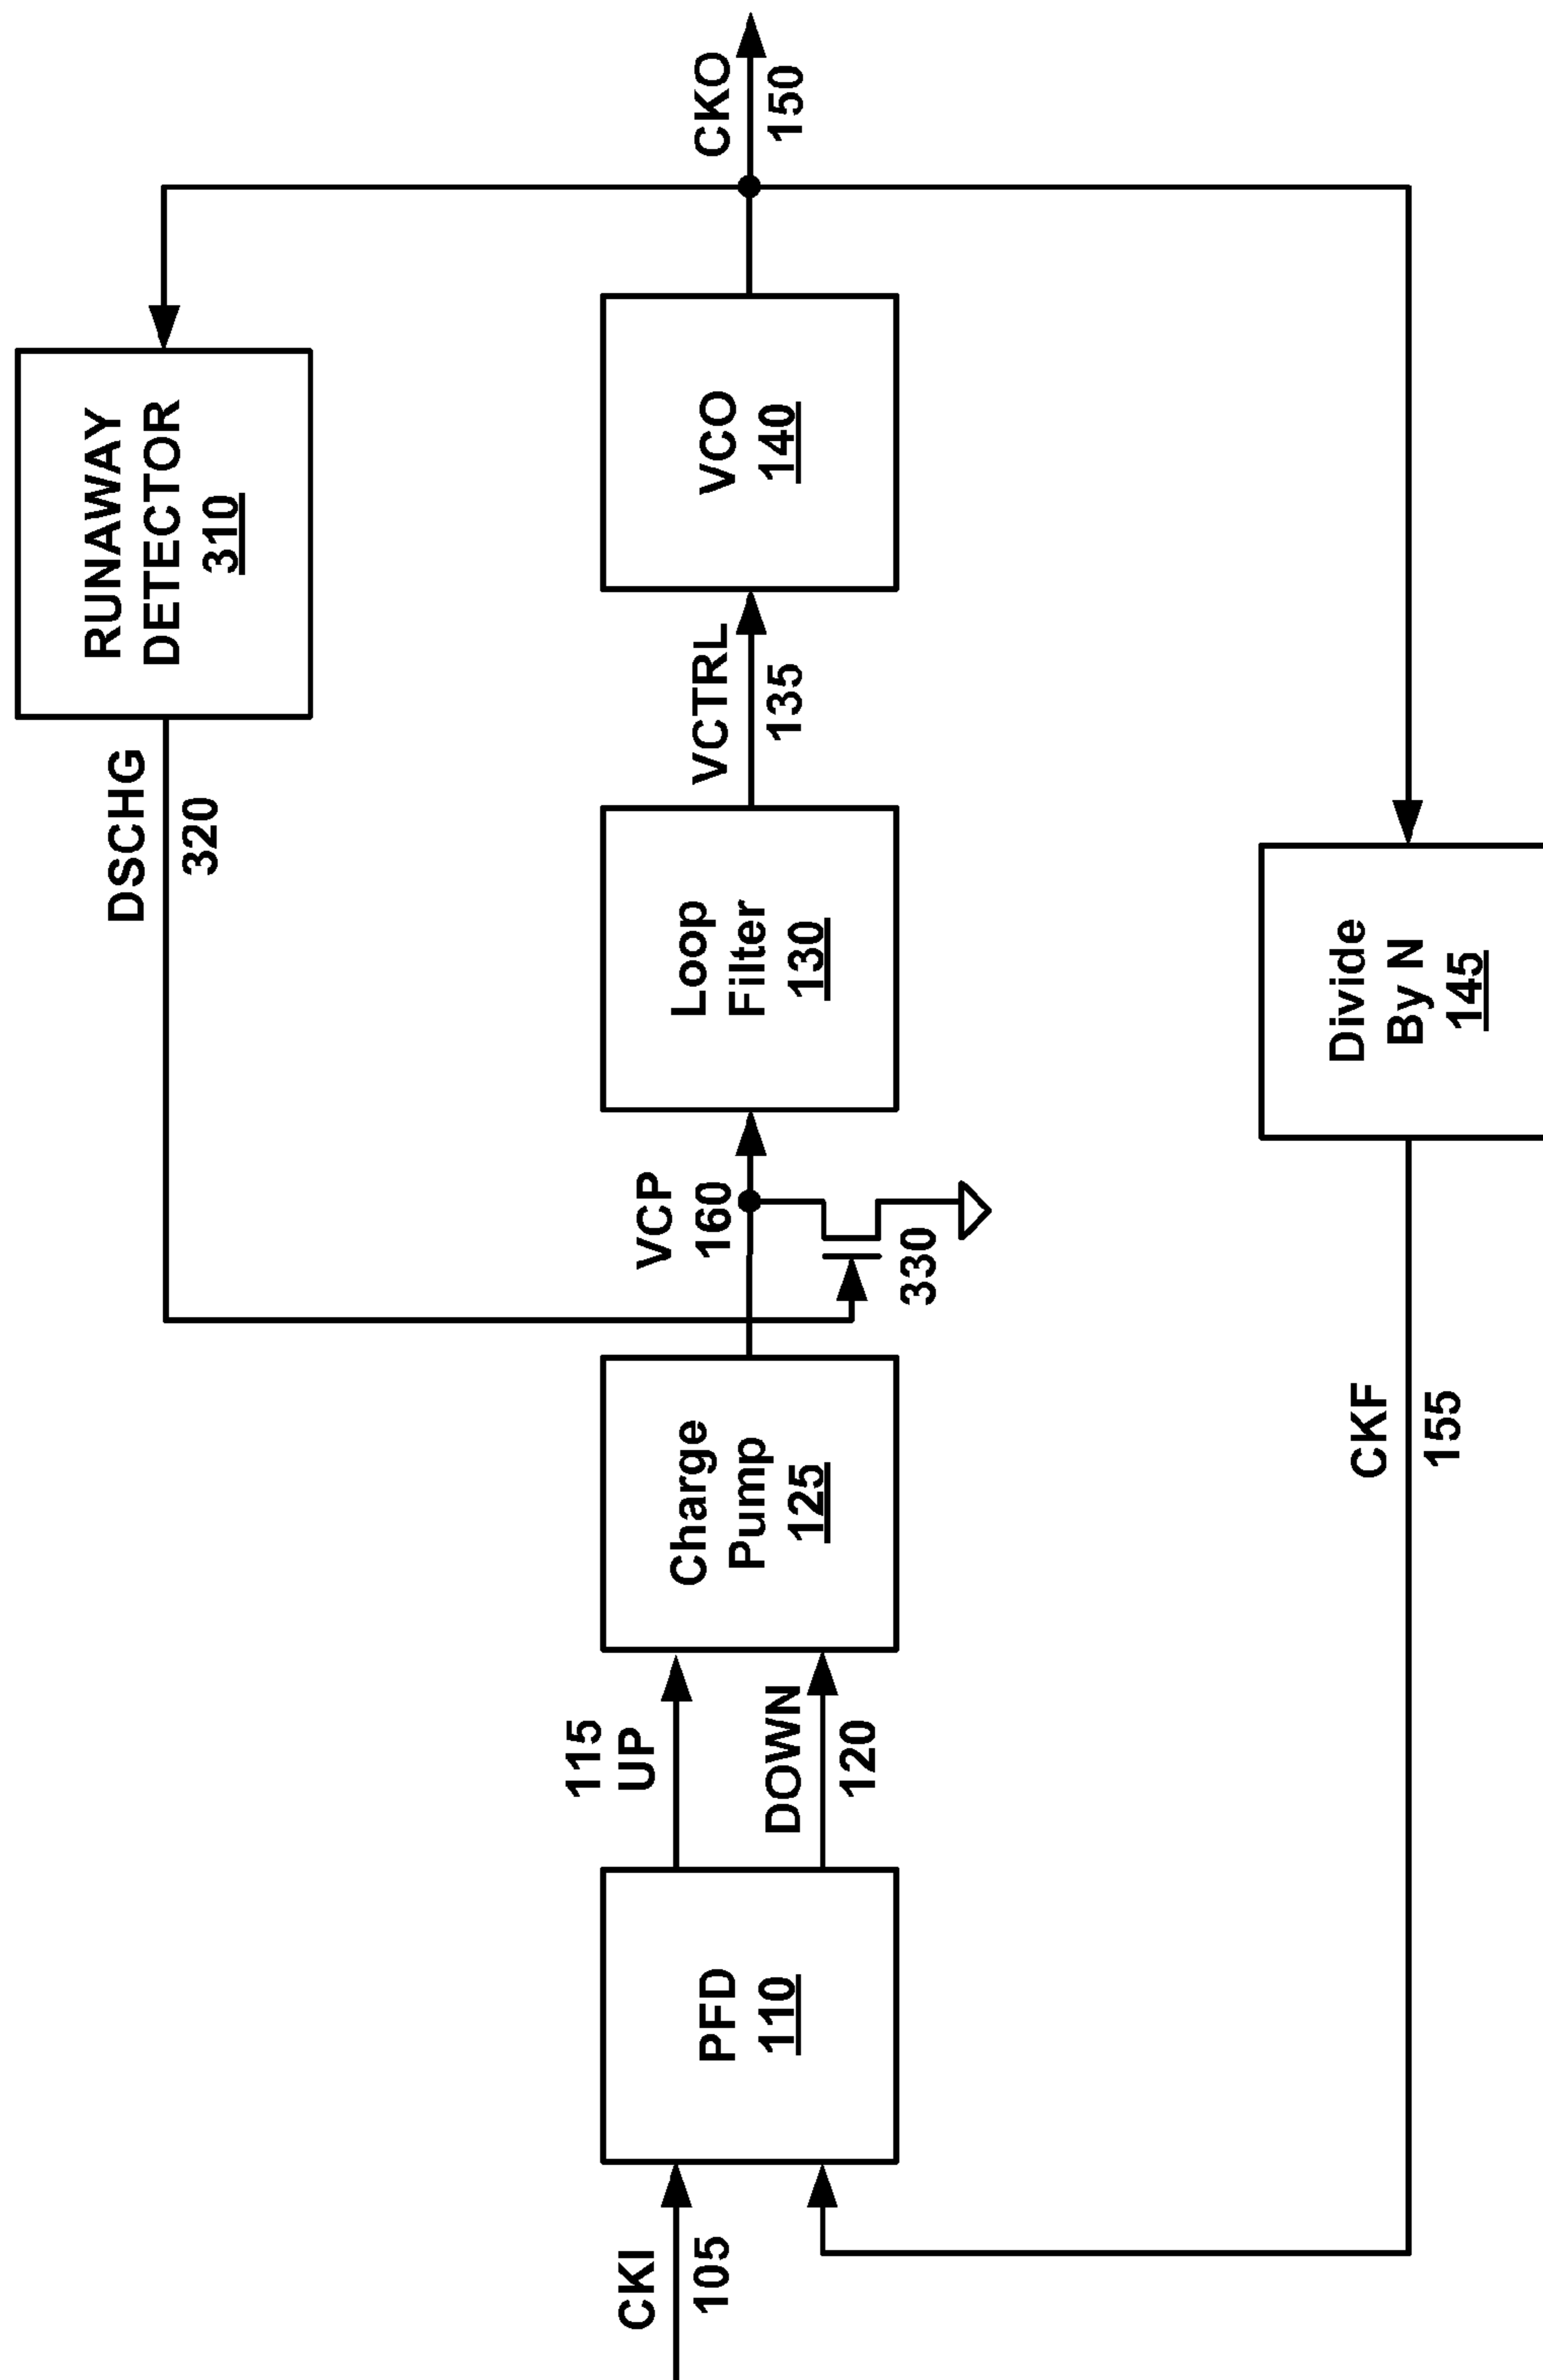 RUNAWAY
DETECTOR
310
DSCHG
320
CKI
105
PFD
110
115
UP
DOWN
120
Charge
Pump
125
VCP
160
330
Loop
Filter
130
VCTRL
135
VCO
140
CKO
150
CKF
155
Divide
By N
145